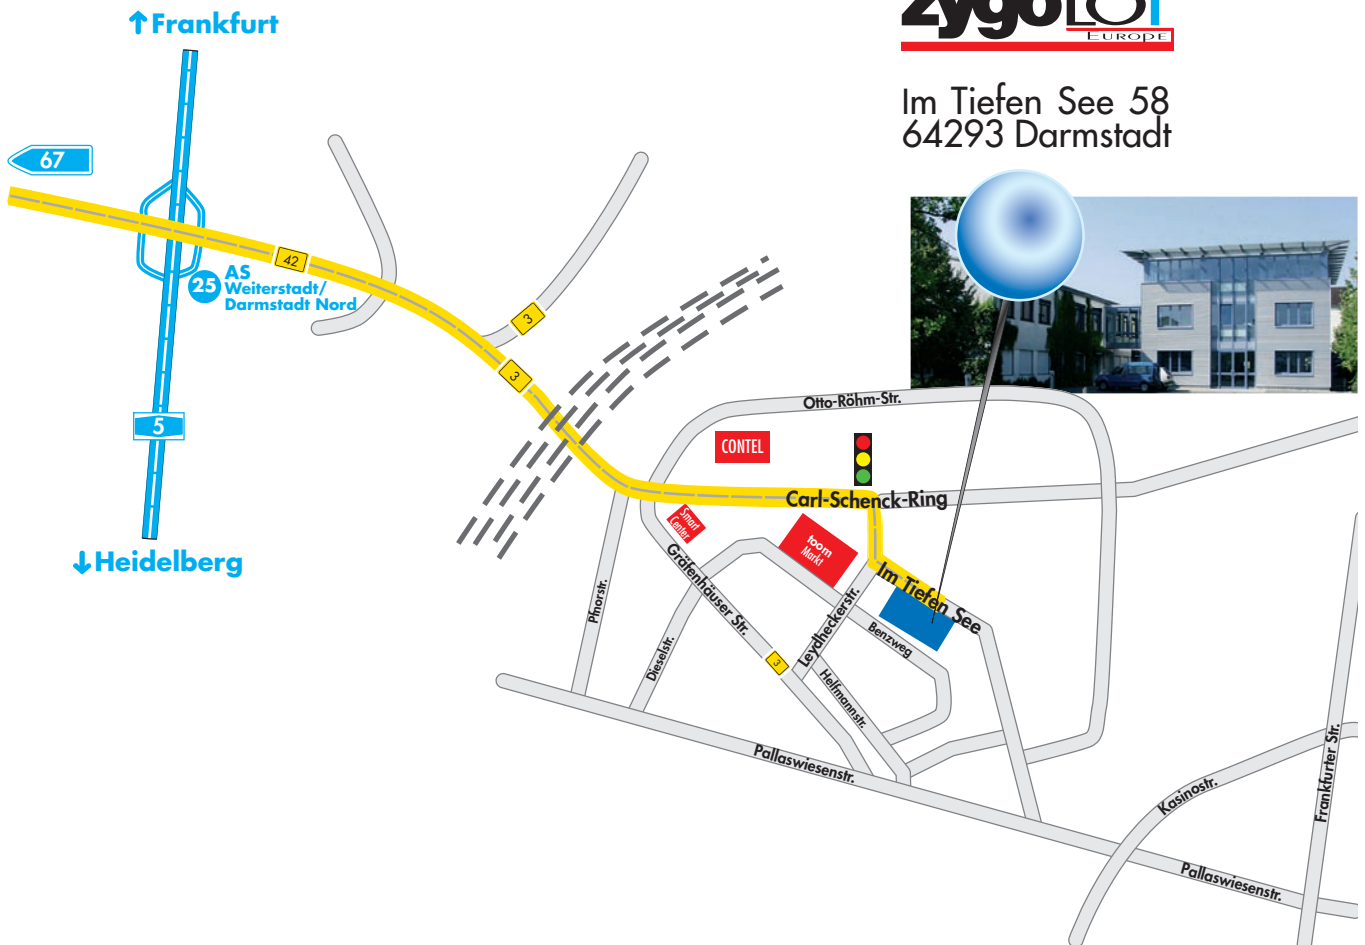 ↑Frankfurt
zygoLOT
EUROPE
Im Tiefen See 58
64293 Darmstadt
67
42
25
AS
Weiterstadt/
Darmstadt Nord
3
3
5
↓Heidelberg
Otto-Röhm-Str.
CONTEL
Carl-Schenck-Ring
Smart
Center
toom
Markt
Im Tiefen See
Gräfenhäuser Str.
Pfnorstr.
Dieselstr.
Leydheckerstr.
Benzweg
3
Helfmannstr.
Pallaswiesenstr.
Kasinostr.
Frankfurter Str.
Pallaswiesenstr.